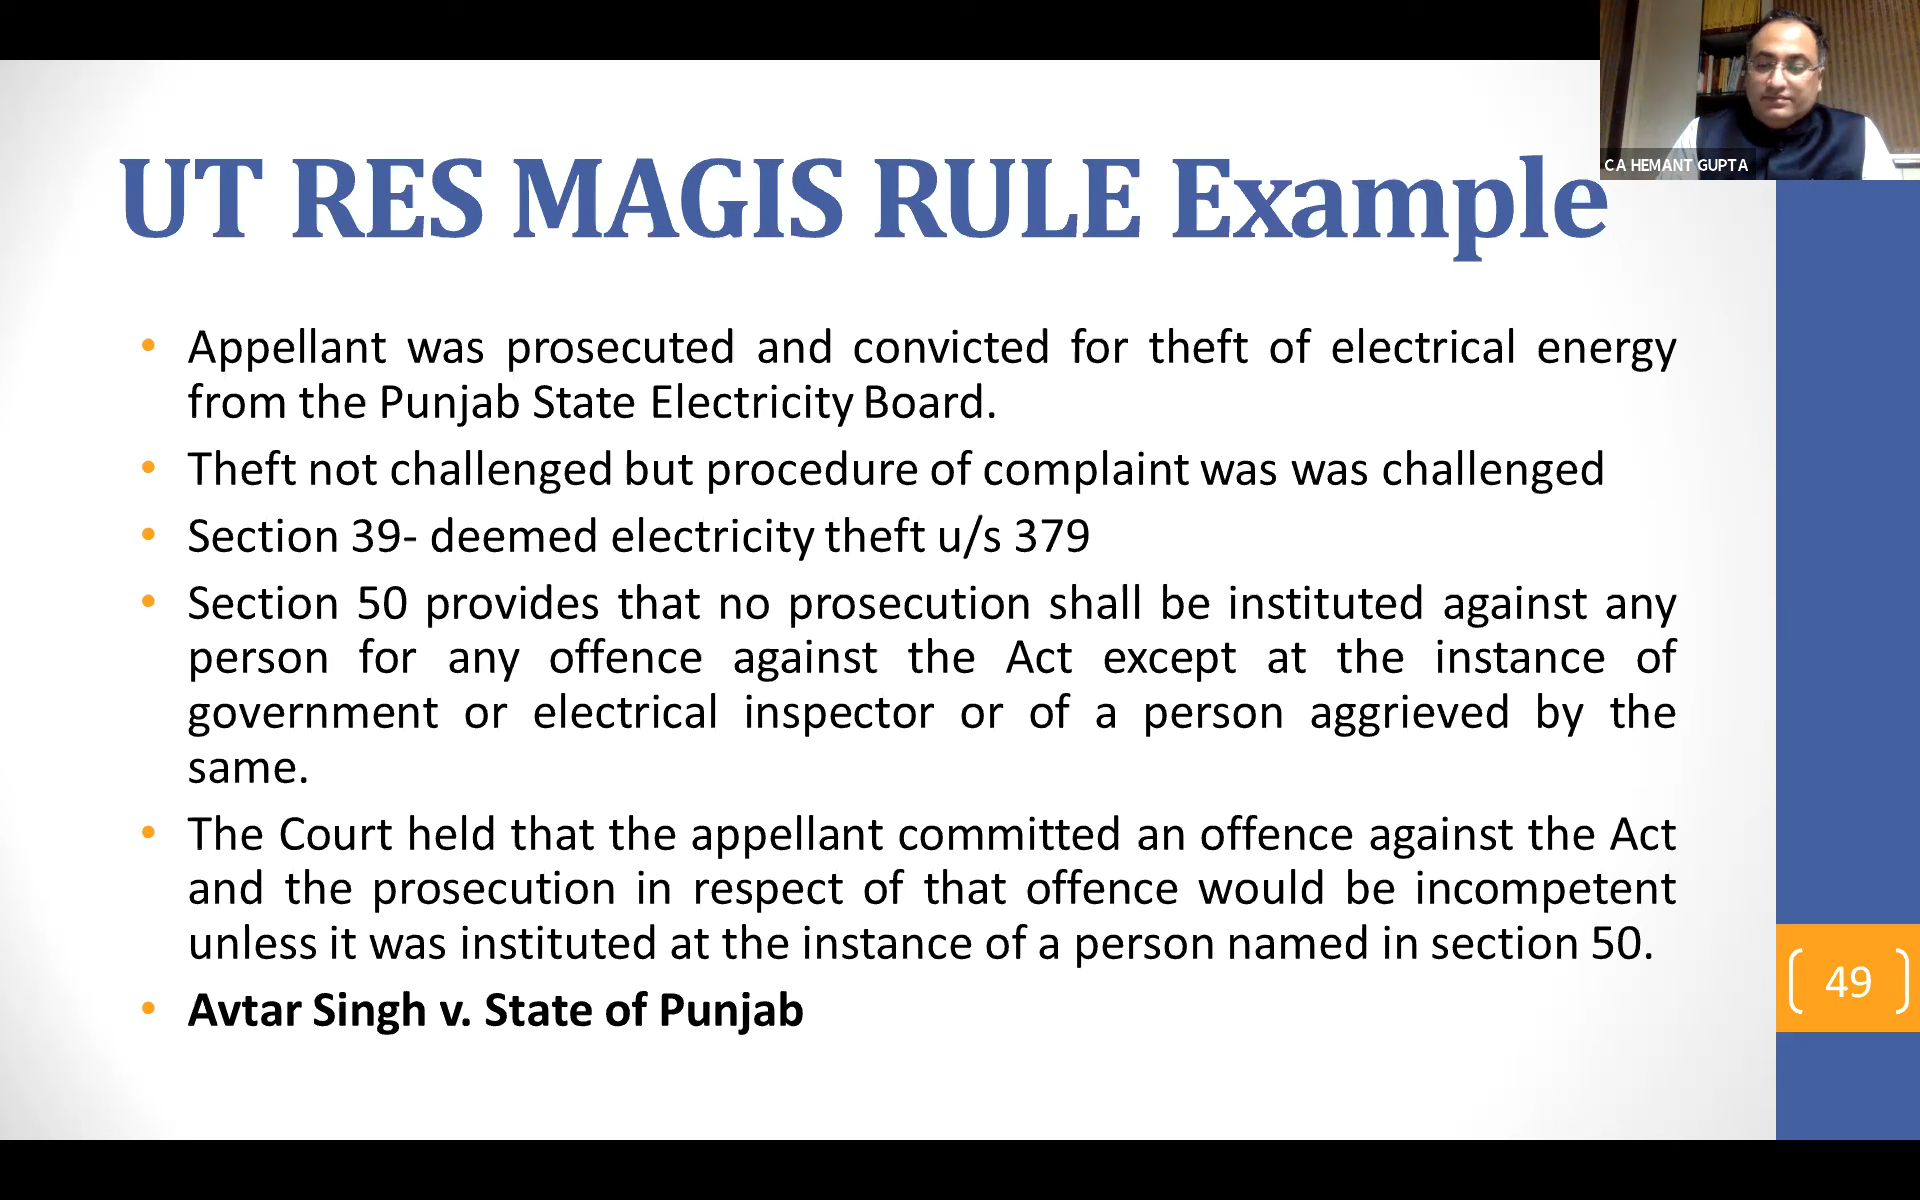 CA HEMANT GUPTA
UT RES MAGIS RULE Example
• Appellant was prosecuted and convicted for theft of electrical energy
from the Punjab State Electricity Board.
• Theft not challenged but procedure of complaint was was challenged
• Section 39- deemed electricity theft u/s 379
• Section 50 provides that no prosecution shall be instituted against any
person for any offence against the Act except at the instance of
government or electrical inspector or of a person aggrieved by the
same.
• The Court held that the appellant committed an offence against the Act
and the prosecution in respect of that offence would be incompetent
unless it was instituted at the instance of a person named in section 50.
• Avtar Singh v. State of Punjab
49